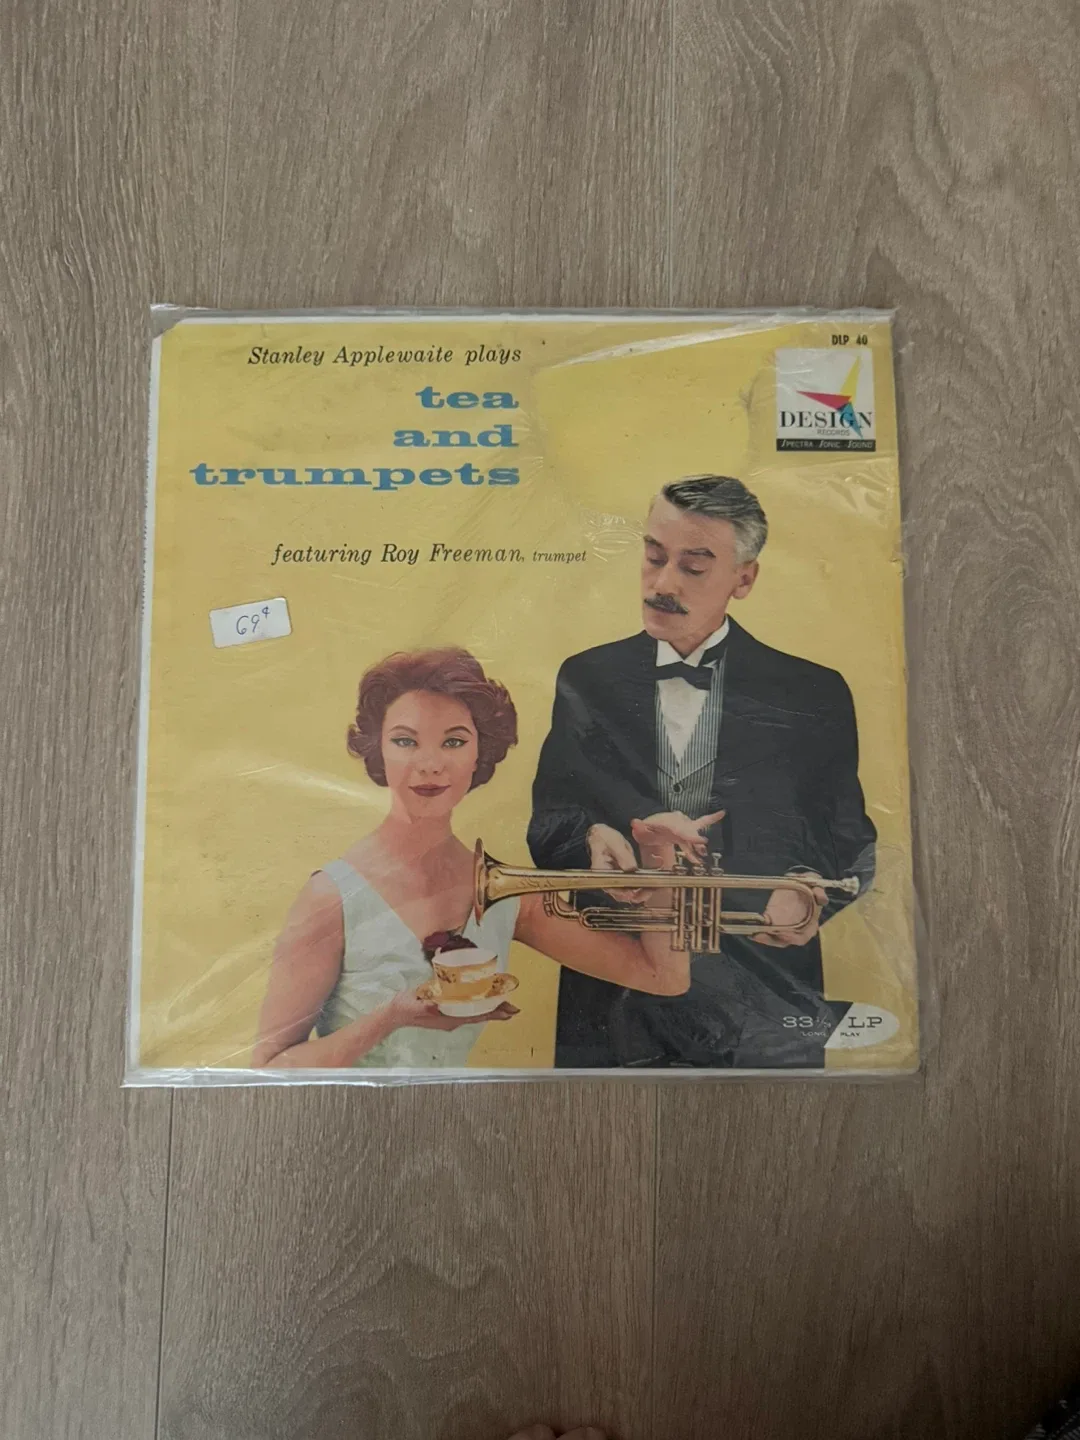 DLP 40
Stanley Applewaite plays
tea
and
trumpets
DESIGN
RECORDS
SPECTRA SONIC SOUND
featuring Roy Freeman, trumpet
69¢
33⅓ LP
LONG PLAY